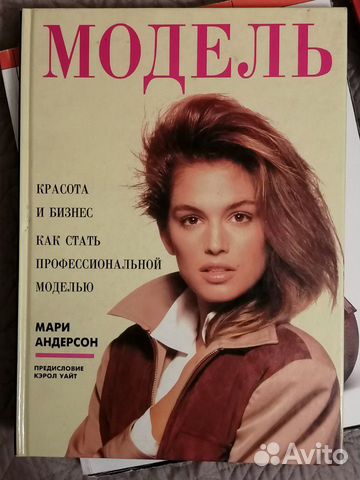 МОДЕЛЬ
КРАСОТА
И БИЗНЕС
КАК СТАТЬ
ПРОФЕССИОНАЛЬНОЙ
МОДЕЛЬЮ
МАРИ
АНДЕРСОН
ПРЕДИСЛОВИЕ
КЭРОЛ УАЙТ
Avito